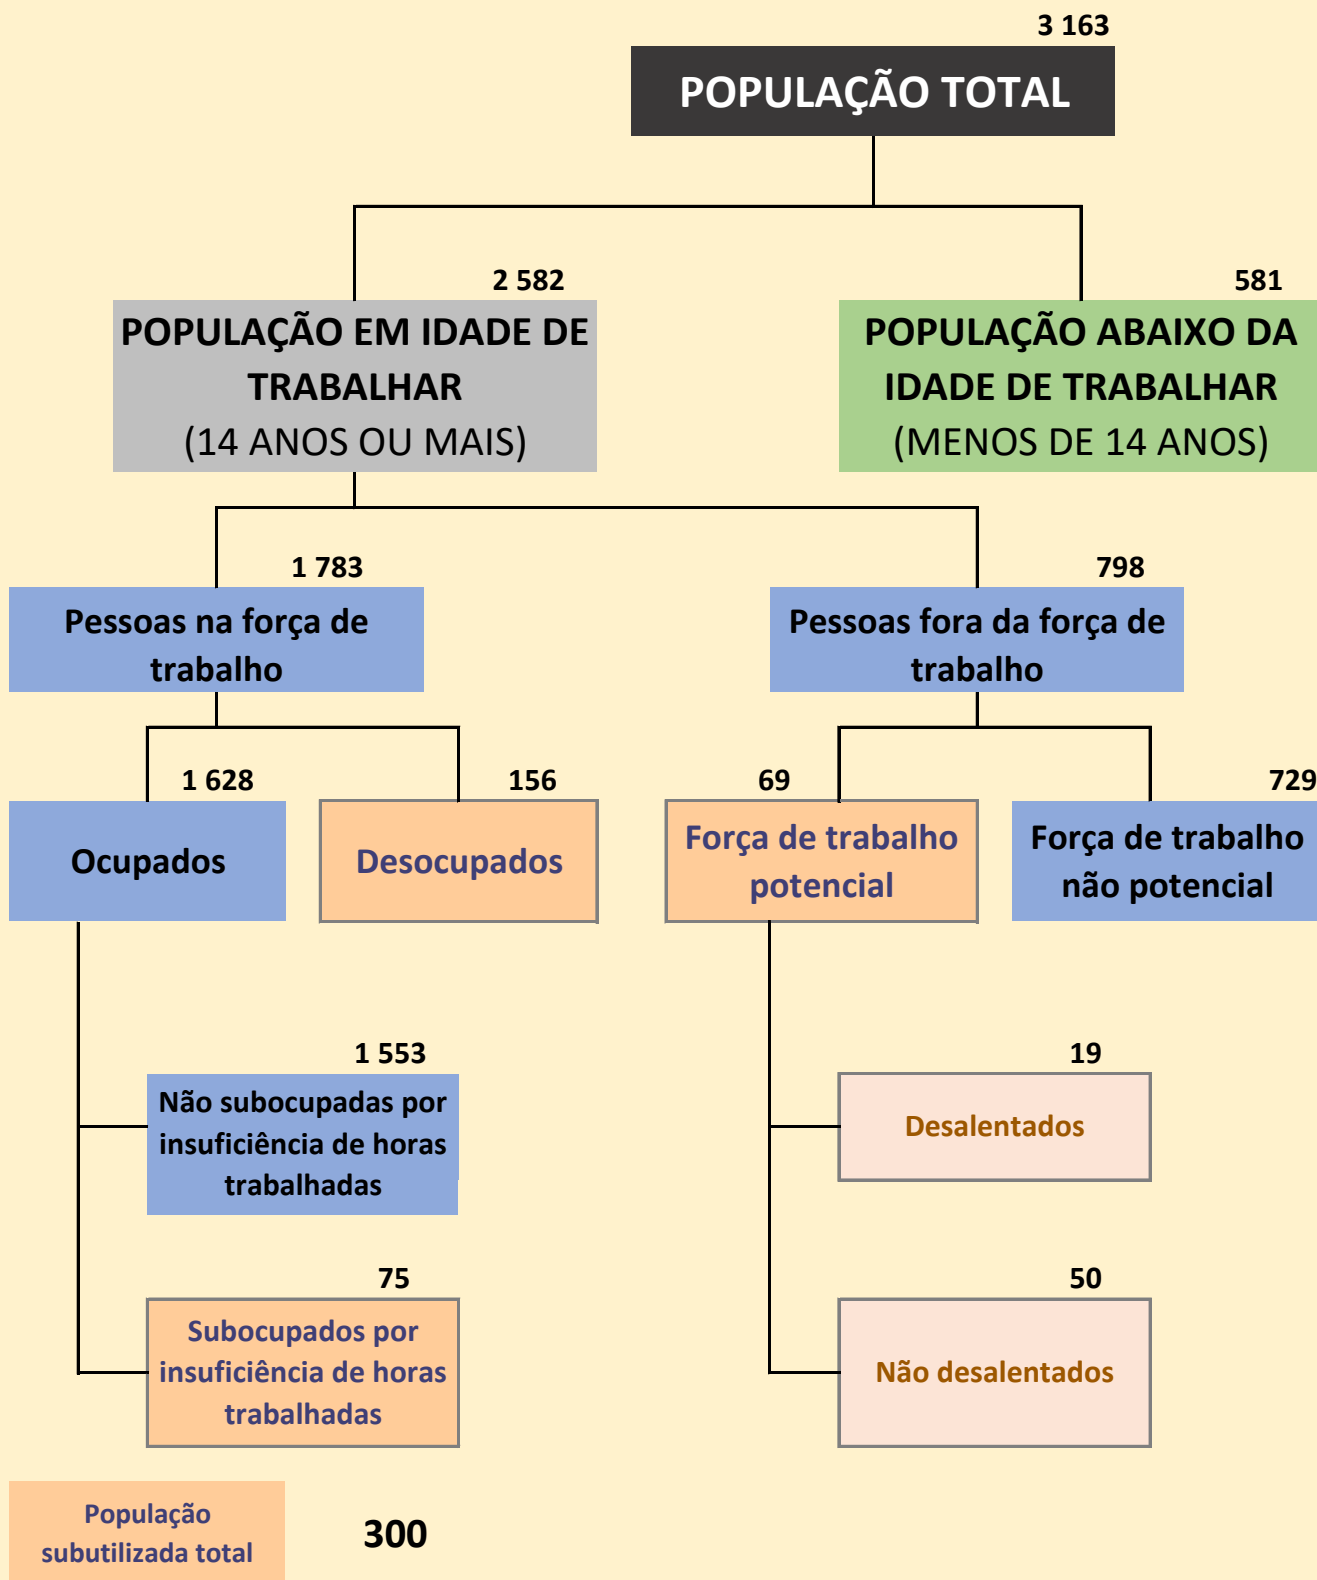 3 163
POPULAÇÃO TOTAL
2 582
POPULAÇÃO EM IDADE DE
TRABALHAR
(14 ANOS OU MAIS)
581
POPULAÇÃO ABAIXO DA
IDADE DE TRABALHAR
(MENOS DE 14 ANOS)
1 783
Pessoas na força de
trabalho
798
Pessoas fora da força de
trabalho
1 628
Ocupados
156
Desocupados
69
Força de trabalho
potencial
729
Força de trabalho
não potencial
1 553
Não subocupadas por
insuficiência de horas
trabalhadas
19
Desalentados
75
Subocupados por
insuficiência de horas
trabalhadas
50
Não desalentados
População
subutilizada total
300